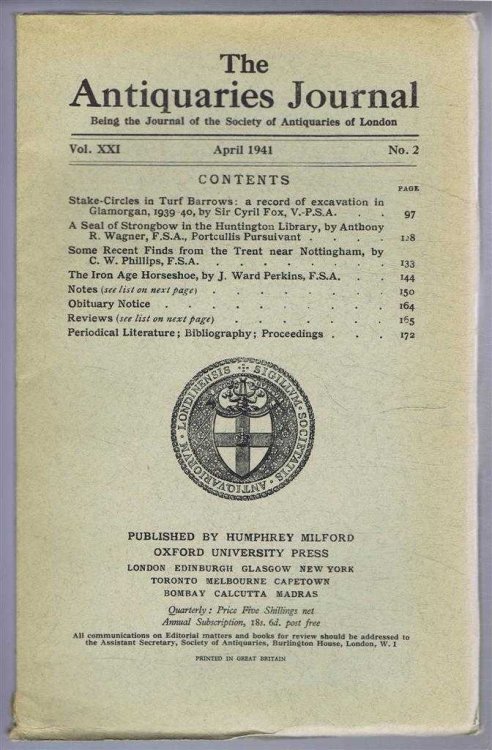 The
Antiquaries Journal
Being the Journal of the Society of Antiquaries of London
Vol. XXI April 1941 No. 2
CONTENTS
PAGE
Stake-Circles in Turf Barrows: a record of excavation in
Glamorgan, 1939-40, by Sir Cyril Fox, V.-P.S.A. . . 97
A Seal of Strongbow in the Huntington Library, by Anthony
R. Wagner, F.S.A., Portcullis Pursuivant . . . . 128
Some Recent Finds from the Trent near Nottingham, by
C. W. Phillips, F.S.A. . . . . . . . 133
The Iron Age Horseshoe, by J. Ward Perkins, F.S.A. . . 144
Notes (see list on next page) . . . . . . . 150
Obituary Notice . . . . . . . . 164
Reviews (see list on next page) . . . . . . 165
Periodical Literature; Bibliography; Proceedings . . . 172
SIGILLVM · SOCIETATIS · ANTIQVARIORVM · LONDINENSIS
PUBLISHED BY HUMPHREY MILFORD
OXFORD UNIVERSITY PRESS
LONDON EDINBURGH GLASGOW NEW YORK
TORONTO MELBOURNE CAPETOWN
BOMBAY CALCUTTA MADRAS
Quarterly: Price Five Shillings net
Annual Subscription, 18s. 6d. post free
All communications on Editorial matters and books for review should be addressed to
the Assistant Secretary, Society of Antiquaries, Burlington House, London, W. 1
PRINTED IN GREAT BRITAIN